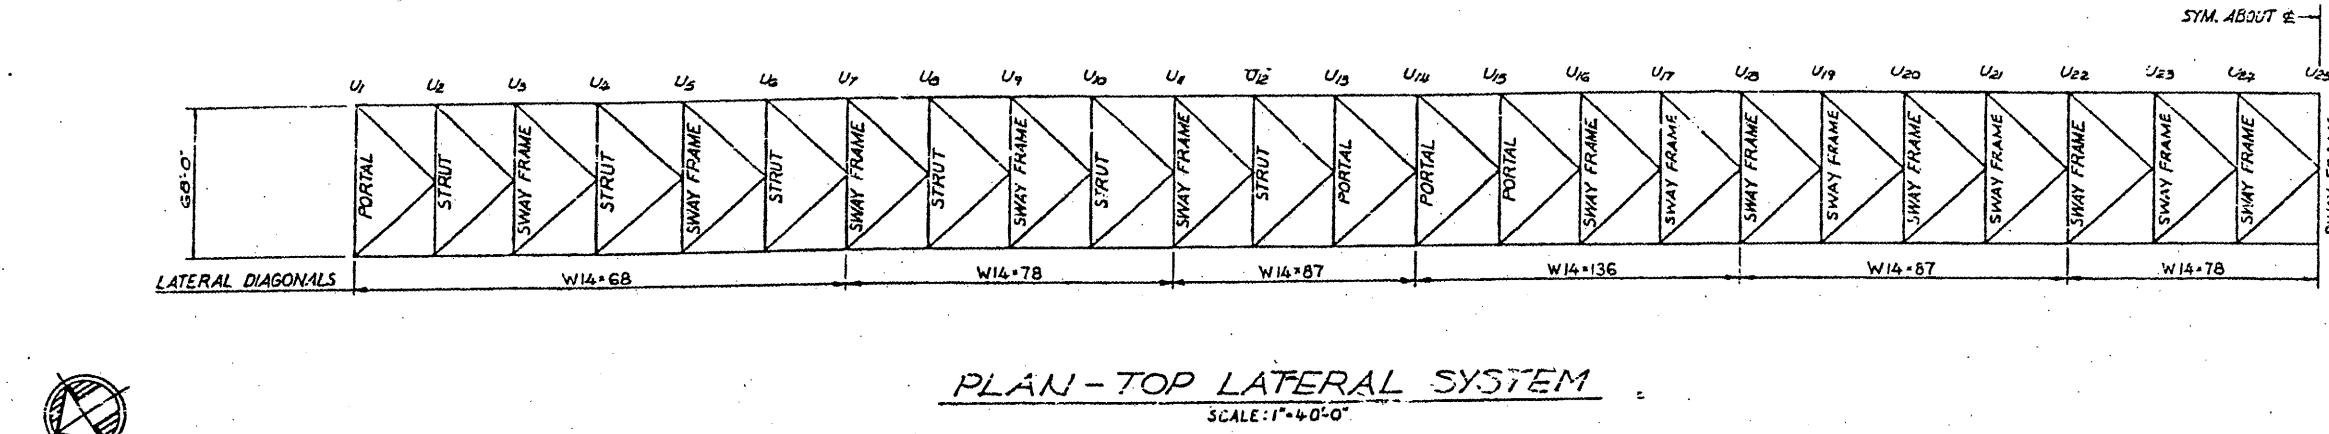 SYM. ABOUT ℄
U1 U2 U3 U4 U5 U6 U7 U8 U9 U10 U11 U12 U13 U14 U15 U16 U17 U18 U19 U20 U21 U22 U23 U24 U25
68'-0"
PORTAL
STRUT
SWAY FRAME
STRUT
SWAY FRAME
STRUT
SWAY FRAME
STRUT
SWAY FRAME
STRUT
SWAY FRAME
STRUT
PORTAL
PORTAL
PORTAL
SWAY FRAME
SWAY FRAME
SWAY FRAME
SWAY FRAME
SWAY FRAME
SWAY FRAME
SWAY FRAME
SWAY FRAME
SWAY FRAME
LATERAL DIAGONALS W14×68 W14×78 W14×87 W14×136 W14×87 W14×78
PLAN - TOP LATERAL SYSTEM
SCALE: 1"=40'-0"